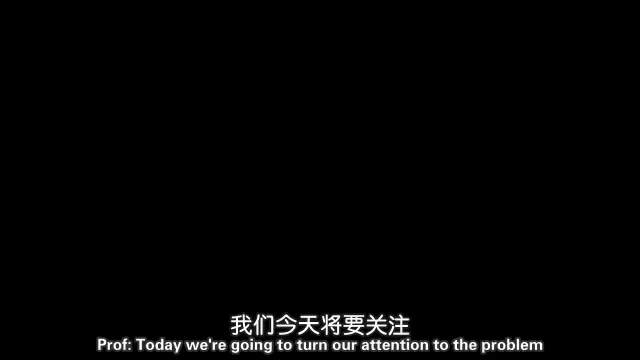 我们今天将要关注
Prof: Today we're going to turn our attention to the problem